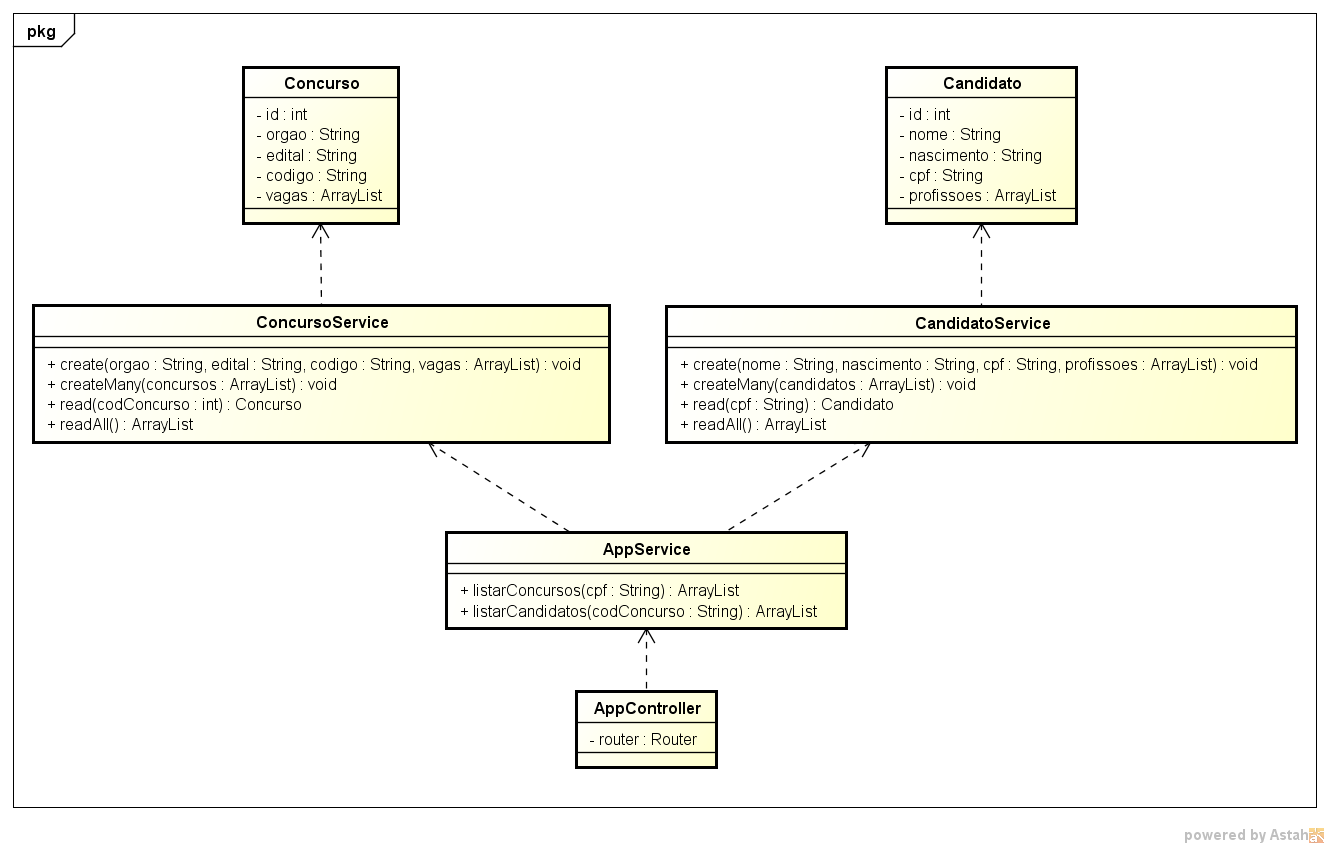 pkg
Concurso
- id : int
- orgao : String
- edital : String
- codigo : String
- vagas : ArrayList
Candidato
- id : int
- nome : String
- nascimento : String
- cpf : String
- profissoes : ArrayList
ConcursoService
+ create(orgao : String, edital : String, codigo : String, vagas : ArrayList) : void
+ createMany(concursos : ArrayList) : void
+ read(codConcurso : int) : Concurso
+ readAll() : ArrayList
CandidatoService
+ create(nome : String, nascimento : String, cpf : String, profissoes : ArrayList) : void
+ createMany(candidatos : ArrayList) : void
+ read(cpf : String) : Candidato
+ readAll() : ArrayList
AppService
+ listarConcursos(cpf : String) : ArrayList
+ listarCandidatos(codConcurso : String) : ArrayList
AppController
- router : Router
powered by Astah